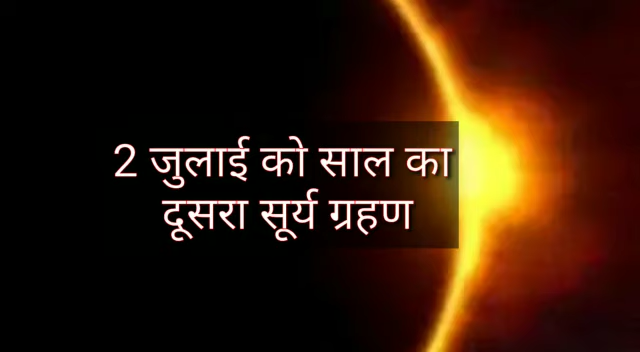 2 जुलाई को साल का
दूसरा सूर्य ग्रहण